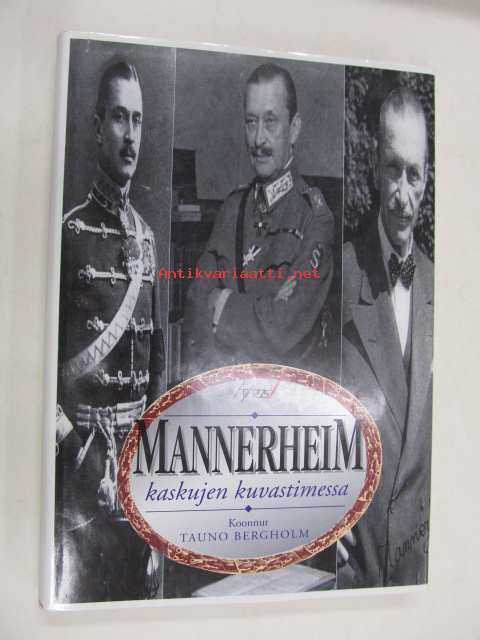 Antikvariaatti.net
MANNERHEIM
kaskujen kuvastimessa
Koonnut
TAUNO BERGHOLM